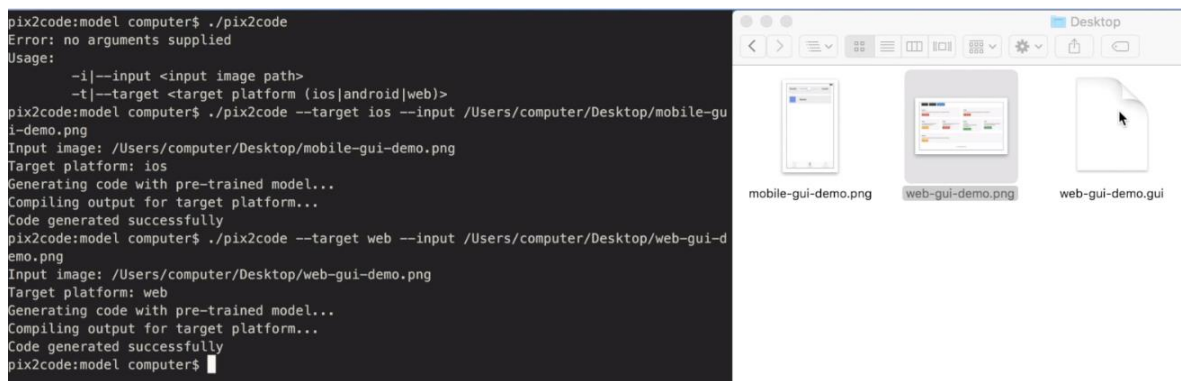 pix2code:model computer$ ./pix2code
Error: no arguments supplied
Usage:
-i|--input <input image path>
-t|--target <target platform (ios|android|web)>
pix2code:model computer$ ./pix2code --target ios --input /Users/computer/Desktop/mobile-gu
i-demo.png
Input image: /Users/computer/Desktop/mobile-gui-demo.png
Target platform: ios
Generating code with pre-trained model...
Compiling output for target platform...
Code generated successfully
pix2code:model computer$ ./pix2code --target web --input /Users/computer/Desktop/web-gui-d
emo.png
Input image: /Users/computer/Desktop/web-gui-demo.png
Target platform: web
Generating code with pre-trained model...
Compiling output for target platform...
Code generated successfully
pix2code:model computer$
Desktop
mobile-gui-demo.png
web-gui-demo.png
web-gui-demo.gui